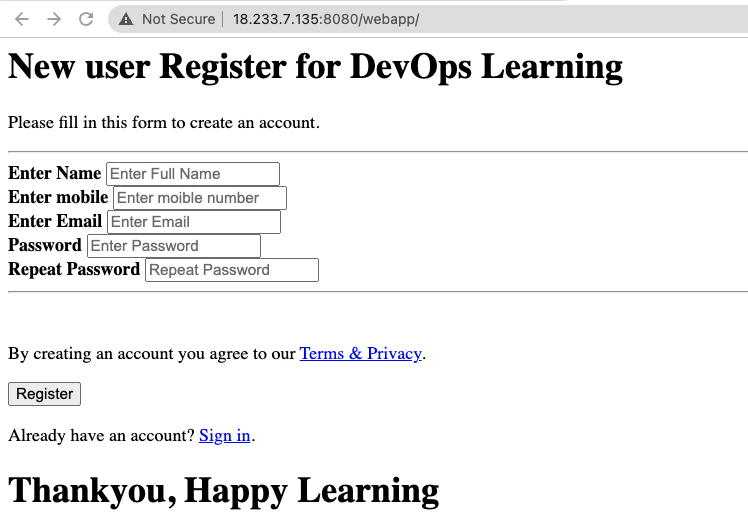 Not Secure | 18.233.7.135:8080/webapp/
New user Register for DevOps Learning
Please fill in this form to create an account.
Enter Name Enter Full Name
Enter mobile Enter moible number
Enter Email Enter Email
Password Enter Password
Repeat Password Repeat Password
By creating an account you agree to our Terms & Privacy.
Register
Already have an account? Sign in.
Thankyou, Happy Learning